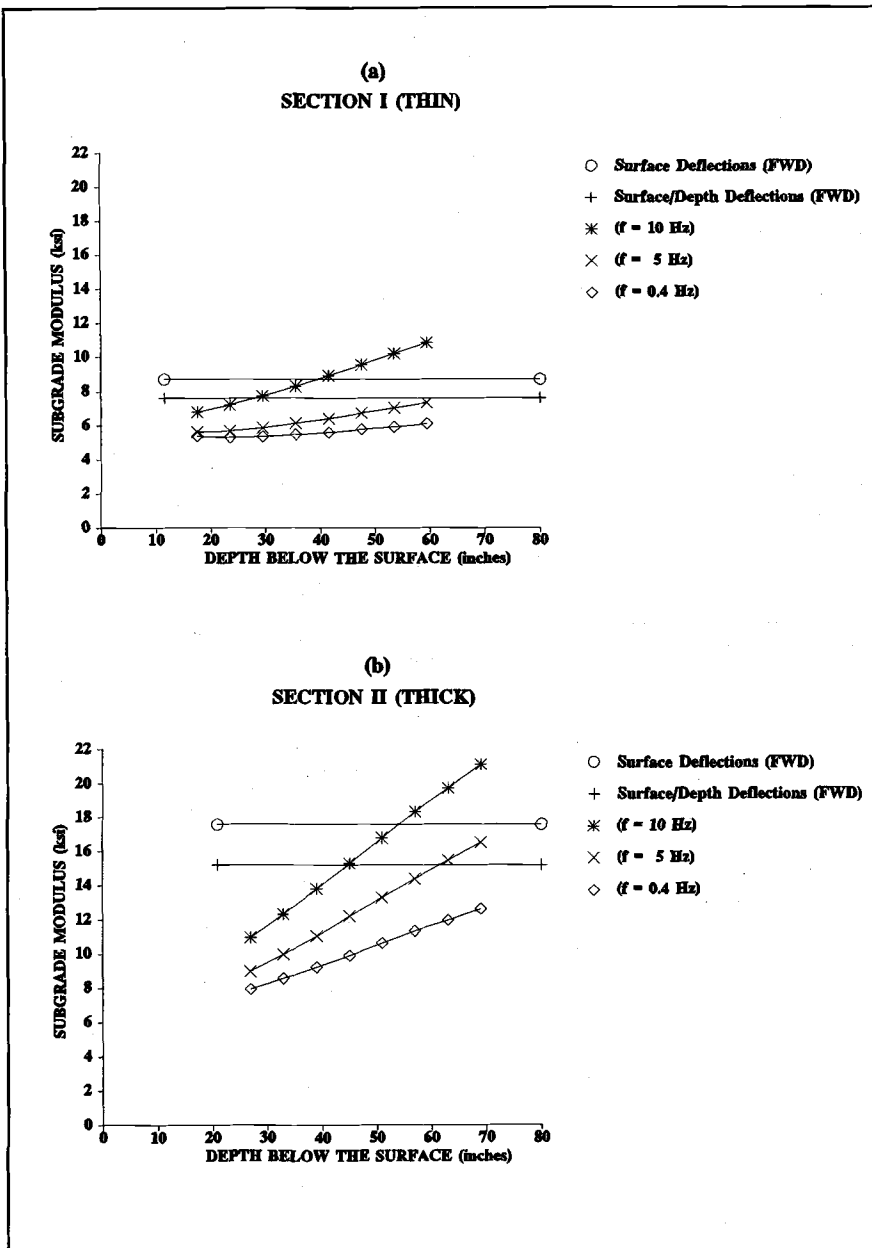 (a)
SECTION I (THIN)
SUBGRADE MODULUS (ksi)
22
20
18
16
14
12
10
8
6
4
2
0
0 10 20 30 40 50 60 70 80
DEPTH BELOW THE SURFACE (inches)
Surface Deflections (FWD)
Surface/Depth Deflections (FWD)
(f = 10 Hz)
(f = 5 Hz)
(f = 0.4 Hz)
(b)
SECTION II (THICK)
SUBGRADE MODULUS (ksi)
22
20
18
16
14
12
10
8
6
4
2
0
0 10 20 30 40 50 60 70 80
DEPTH BELOW THE SURFACE (inches)
Surface Deflections (FWD)
Surface/Depth Deflections (FWD)
(f = 10 Hz)
(f = 5 Hz)
(f = 0.4 Hz)